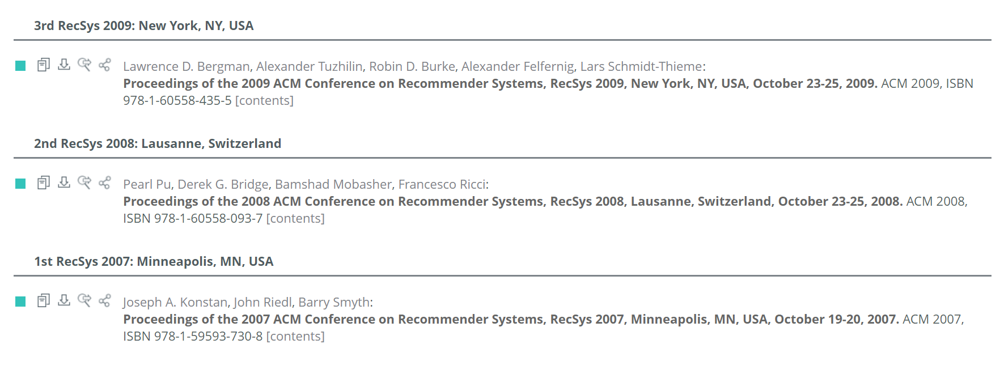 3rd RecSys 2009: New York, NY, USA
Lawrence D. Bergman, Alexander Tuzhilin, Robin D. Burke, Alexander Felfernig, Lars Schmidt-Thieme:
Proceedings of the 2009 ACM Conference on Recommender Systems, RecSys 2009, New York, NY, USA, October 23-25, 2009. ACM 2009, ISBN
978-1-60558-435-5 [contents]
2nd RecSys 2008: Lausanne, Switzerland
Pearl Pu, Derek G. Bridge, Bamshad Mobasher, Francesco Ricci:
Proceedings of the 2008 ACM Conference on Recommender Systems, RecSys 2008, Lausanne, Switzerland, October 23-25, 2008. ACM 2008,
ISBN 978-1-60558-093-7 [contents]
1st RecSys 2007: Minneapolis, MN, USA
Joseph A. Konstan, John Riedl, Barry Smyth:
Proceedings of the 2007 ACM Conference on Recommender Systems, RecSys 2007, Minneapolis, MN, USA, October 19-20, 2007. ACM 2007,
ISBN 978-1-59593-730-8 [contents]